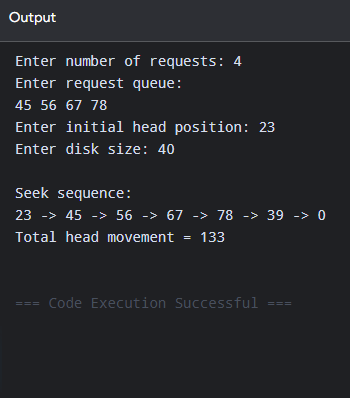 Output
Enter number of requests: 4
Enter request queue:
45 56 67 78
Enter initial head position: 23
Enter disk size: 40
Seek sequence:
23 -> 45 -> 56 -> 67 -> 78 -> 39 -> 0
Total head movement = 133
=== Code Execution Successful ===